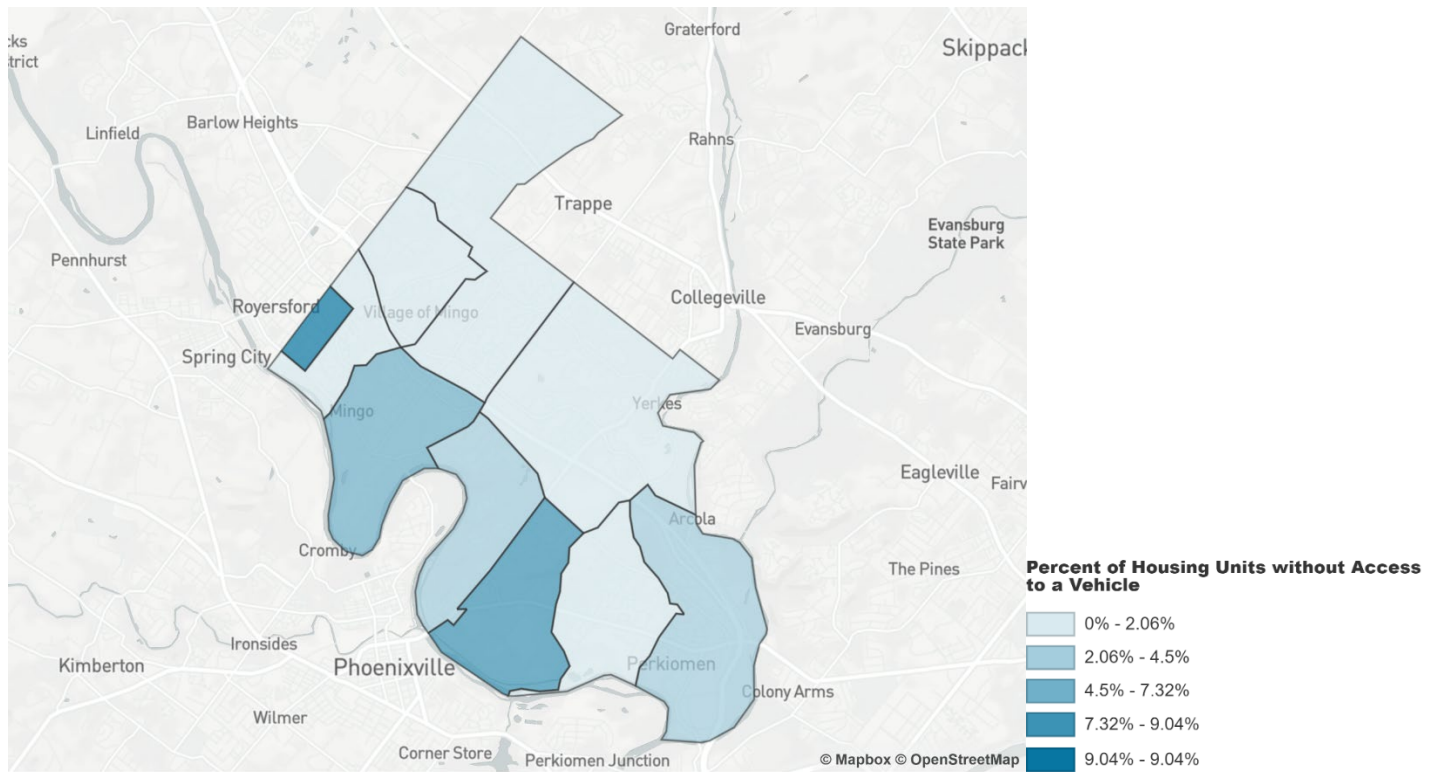 Graterford
Skippack
cks
trict
Linfield
Barlow Heights
Rahns
Trappe
Evansburg
State Park
Pennhurst
Royersford
Village of Mingo
Collegeville
Evansburg
Spring City
Mingo
Yerkes
Eagleville
Fairv
Arcola
Cromby
The Pines
Ironsides
Kimberton
Phoenixville
Perkiomen
Colony Arms
Wilmer
Corner Store
Perkiomen Junction
© Mapbox © OpenStreetMap
Percent of Housing Units without Access
to a Vehicle
0% - 2.06%
2.06% - 4.5%
4.5% - 7.32%
7.32% - 9.04%
9.04% - 9.04%